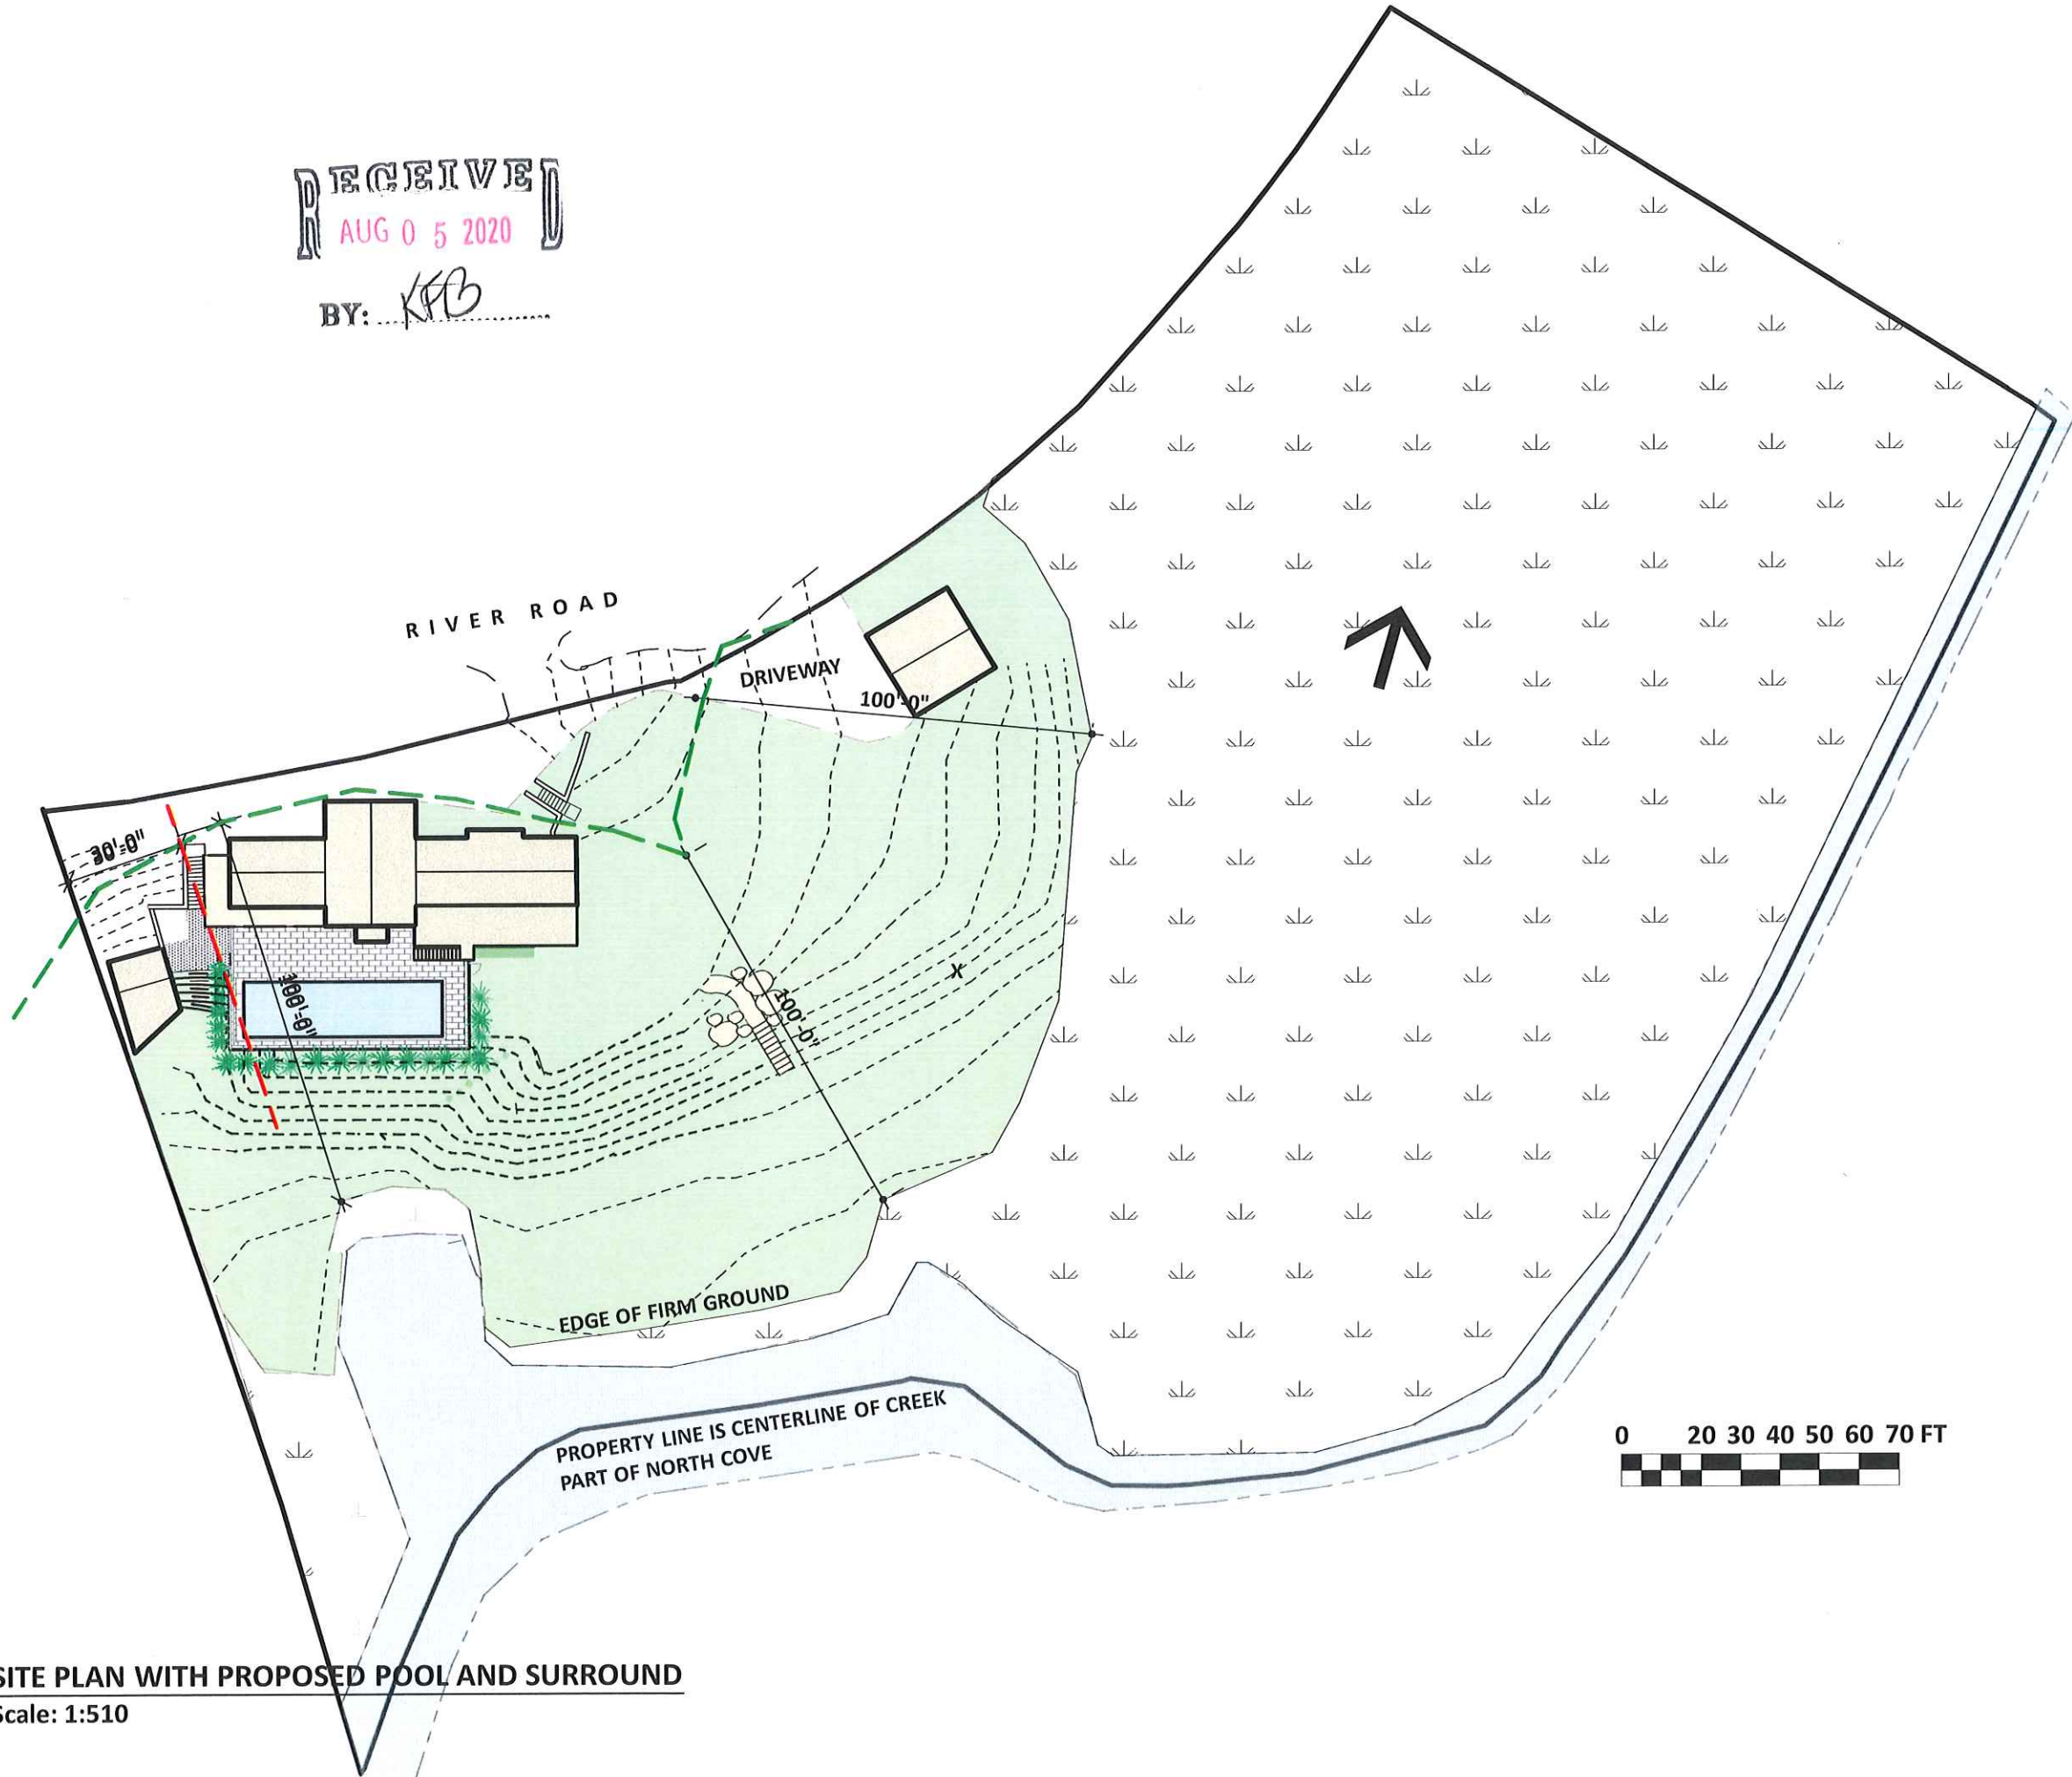 RECEIVED
AUG 0 5 2020
BY: KFB
RIVER ROAD
DRIVEWAY
100'-0"
30'-0"
100'-0"
100'-0"
X
EDGE OF FIRM GROUND
PROPERTY LINE IS CENTERLINE OF CREEK
PART OF NORTH COVE
0 20 30 40 50 60 70 FT
SITE PLAN WITH PROPOSED POOL AND SURROUND
Scale: 1:510